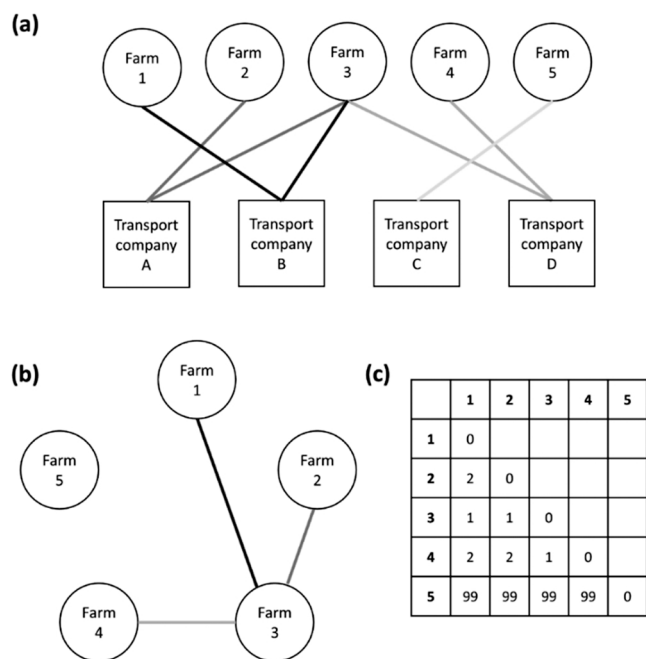 (a)
Farm
1
Farm
2
Farm
3
Farm
4
Farm
5
Transport
company
A
Transport
company
B
Transport
company
C
Transport
company
D
(b)
Farm
1
Farm
5
Farm
2
Farm
4
Farm
3
(c)
1 2 3 4 5
1 0
2 2 0
3 1 1 0
4 2 2 1 0
5 99 99 99 99 0